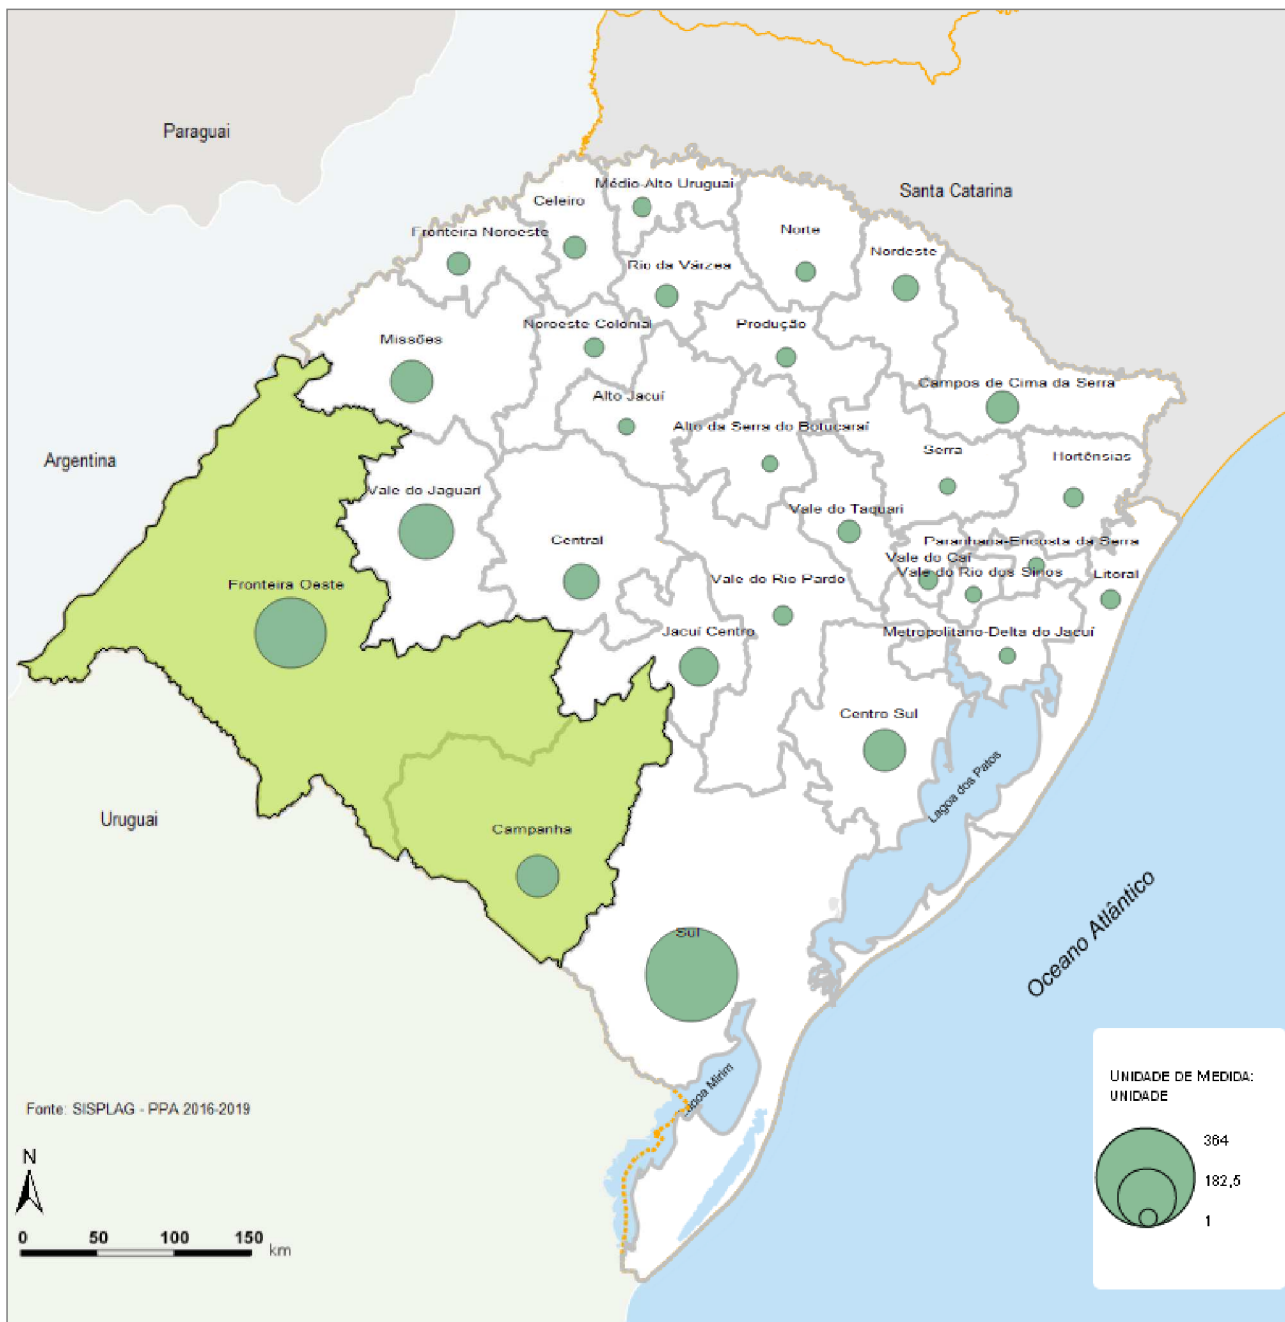 Paraguai
Santa Catarina
Médio-Alto Uruguai
Celeiro
Fronteira Noroeste
Norte
Nordeste
Rio da Várzea
Noroeste Colonial
Produção
Missões
Campos de Cima da Serra
Alto Jacuí
Alto da Serra do Botucaraí
Argentina
Serra
Hortênsias
Vale do Jaguarí
Vale do Taquari
Central
Paranhana-Encosta da Serra
Vale do Caí
Vale do Rio dos Sinos
Litoral
Fronteira Oeste
Vale do Rio Pardo
Jacuí Centro
Metropolitano-Delta do Jacuí
Centro Sul
Lagoa dos Patos
Uruguai
Campanha
Oceano Atlântico
Sul
Lagoa Mirim
UNIDADE DE MEDIDA:
UNIDADE
364
182,5
1
Fonte: SISPLAG - PPA 2016-2019
N
0 50 100 150 km